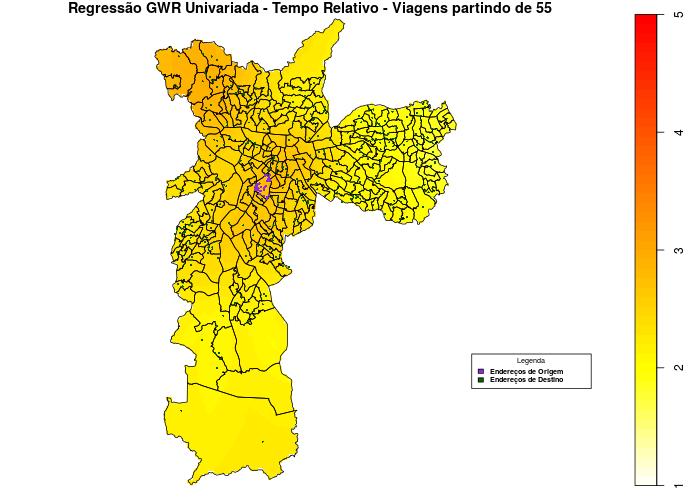 Regressão GWR Univariada - Tempo Relativo - Viagens partindo de 55
5
4
3
2
1
Legenda
Endereços de Origem
Endereços de Destino